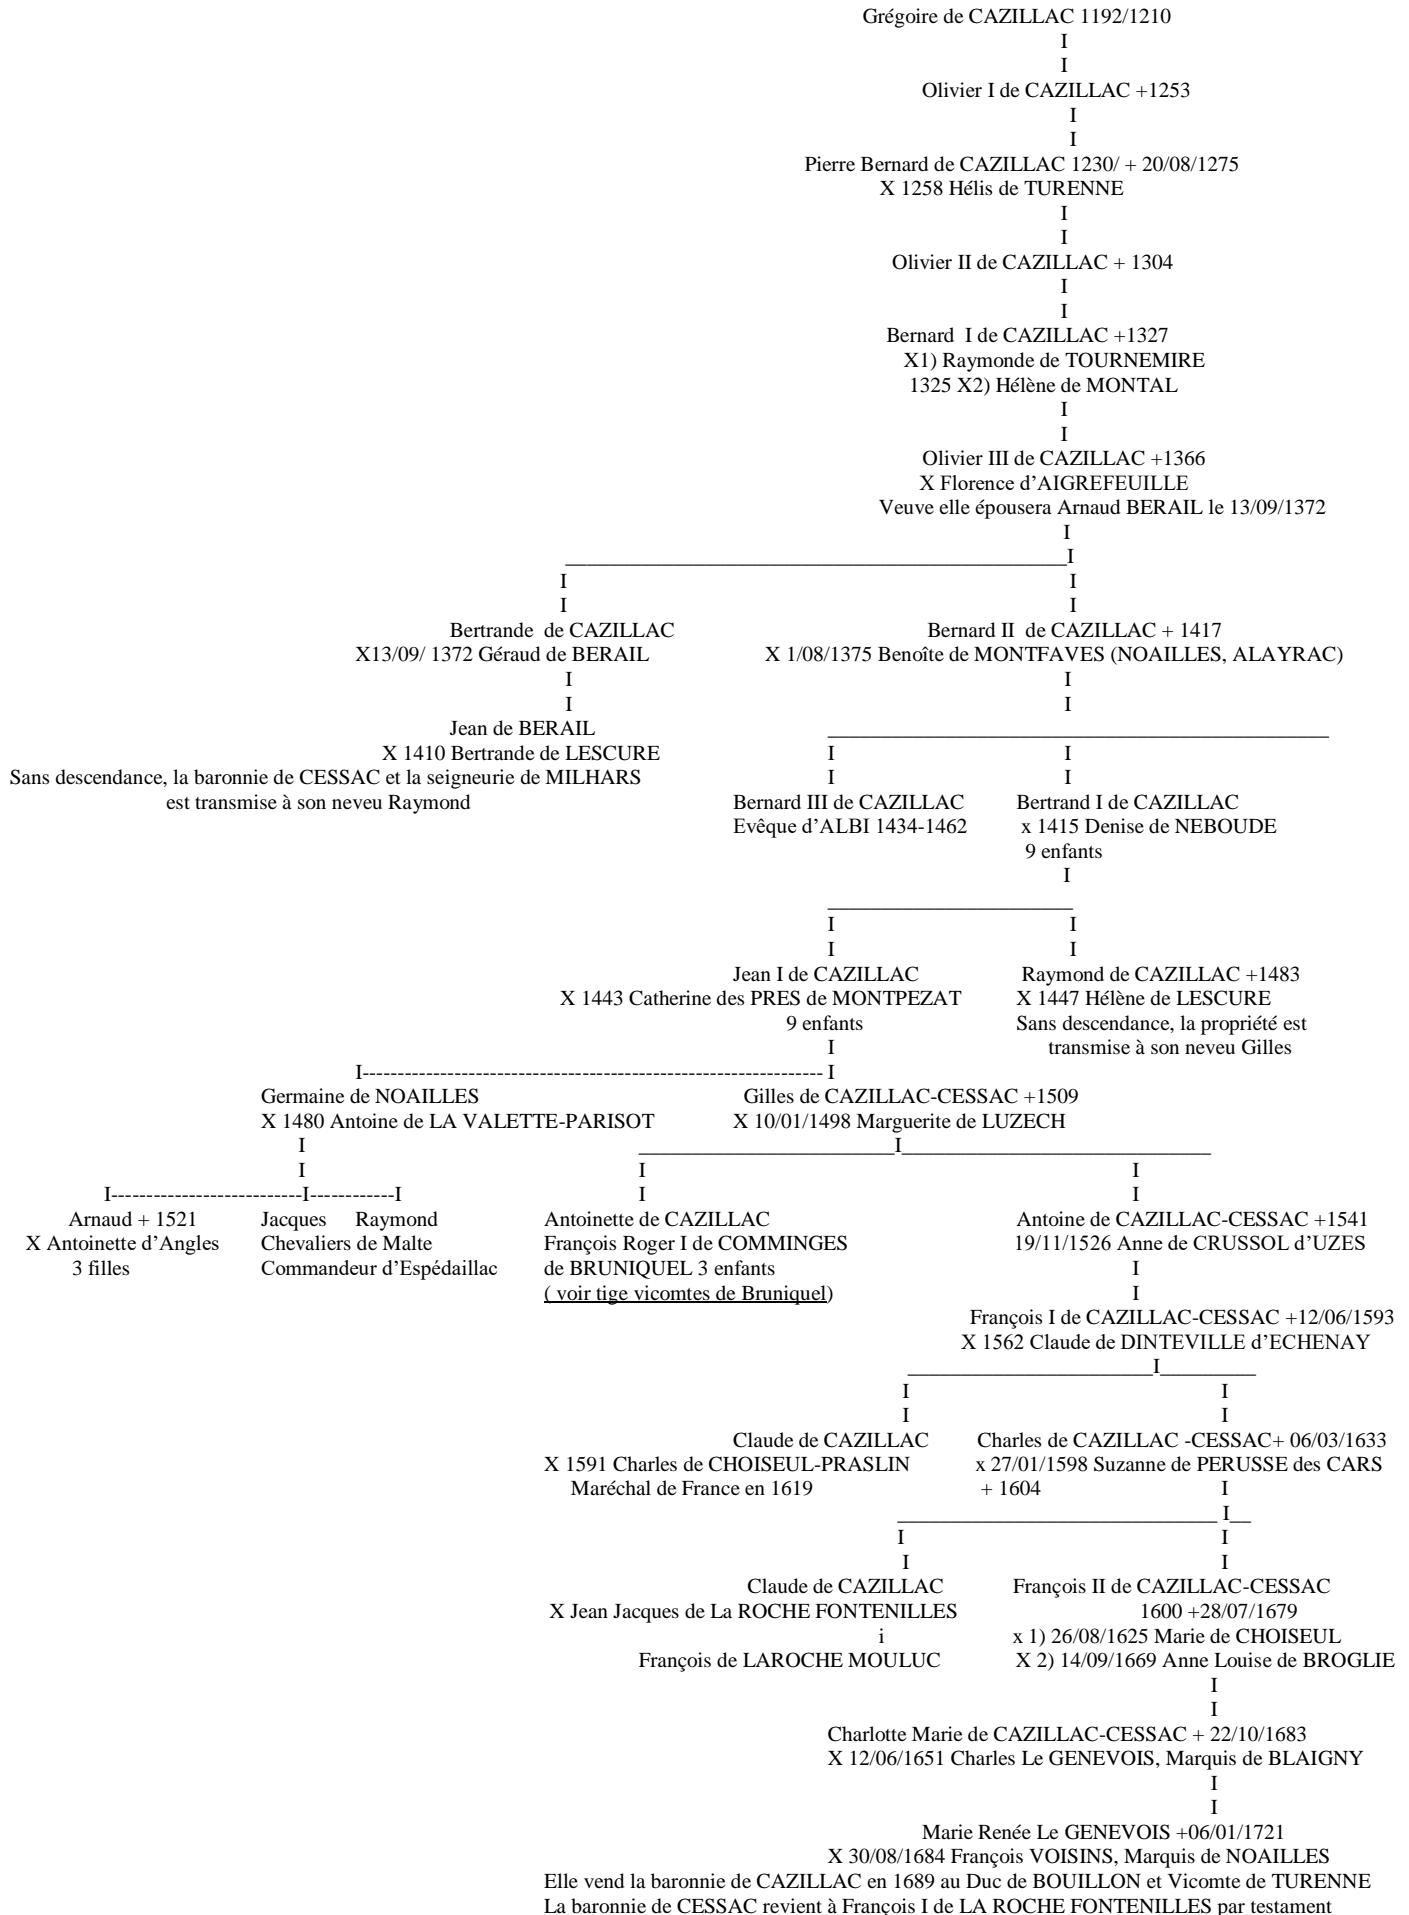 Grégoire de CAZILLAC 1192/1210
I
I
Olivier I de CAZILLAC +1253
I
I
Pierre Bernard de CAZILLAC 1230/ + 20/08/1275
X 1258 Hélis de TURENNE
I
I
Olivier II de CAZILLAC + 1304
I
I
Bernard I de CAZILLAC +1327
X1) Raymonde de TOURNEMIRE
1325 X2) Hélène de MONTAL
I
I
Olivier III de CAZILLAC +1366
X Florence d'AIGREFEUILLE
Veuve elle épousera Arnaud BERAIL le 13/09/1372
I
I
I I
I I
Bertrande de CAZILLAC Bernard II de CAZILLAC + 1417
X13/09/ 1372 Géraud de BERAIL X 1/08/1375 Benoîte de MONTFAVES (NOAILLES, ALAYRAC)
I I
I I
Jean de BERAIL
X 1410 Bertrande de LESCURE I I
Sans descendance, la baronnie de CESSAC et la seigneurie de MILHARS I I
est transmise à son neveu Raymond Bernard III de CAZILLAC Bertrand I de CAZILLAC
Evêque d'ALBI 1434-1462 x 1415 Denise de NEBOUDE
9 enfants
I
I I
I I
Jean I de CAZILLAC Raymond de CAZILLAC +1483
X 1443 Catherine des PRES de MONTPEZAT X 1447 Hélène de LESCURE
9 enfants Sans descendance, la propriété est
I transmise à son neveu Gilles
I------------------------------------------------------------------ I
Germaine de NOAILLES Gilles de CAZILLAC-CESSAC +1509
X 1480 Antoine de LA VALETTE-PARISOT X 10/01/1498 Marguerite de LUZECH
I I
I I I
I---------------------------I------------I I I
Arnaud + 1521 Jacques Raymond Antoinette de CAZILLAC Antoine de CAZILLAC-CESSAC +1541
X Antoinette d'Angles Chevaliers de Malte François Roger I de COMMINGES 19/11/1526 Anne de CRUSSOL d'UZES
3 filles Commandeur d'Espédaillac de BRUNIQUEL 3 enfants I
( voir tige vicomtes de Bruniquel) I
François I de CAZILLAC-CESSAC +12/06/1593
X 1562 Claude de DINTEVILLE d'ECHENAY
I
I I
I I
Claude de CAZILLAC Charles de CAZILLAC -CESSAC+ 06/03/1633
X 1591 Charles de CHOISEUL-PRASLIN x 27/01/1598 Suzanne de PERUSSE des CARS
Maréchal de France en 1619 + 1604 I
I
I I
I I
Claude de CAZILLAC François II de CAZILLAC-CESSAC
X Jean Jacques de La ROCHE FONTENILLES 1600 +28/07/1679
i x 1) 26/08/1625 Marie de CHOISEUL
François de LAROCHE MOULUC X 2) 14/09/1669 Anne Louise de BROGLIE
I
I
Charlotte Marie de CAZILLAC-CESSAC + 22/10/1683
X 12/06/1651 Charles Le GENEVOIS, Marquis de BLAIGNY
I
I
Marie Renée Le GENEVOIS +06/01/1721
X 30/08/1684 François VOISINS, Marquis de NOAILLES
Elle vend la baronnie de CAZILLAC en 1689 au Duc de BOUILLON et Vicomte de TURENNE
La baronnie de CESSAC revient à François I de LA ROCHE FONTENILLES par testament